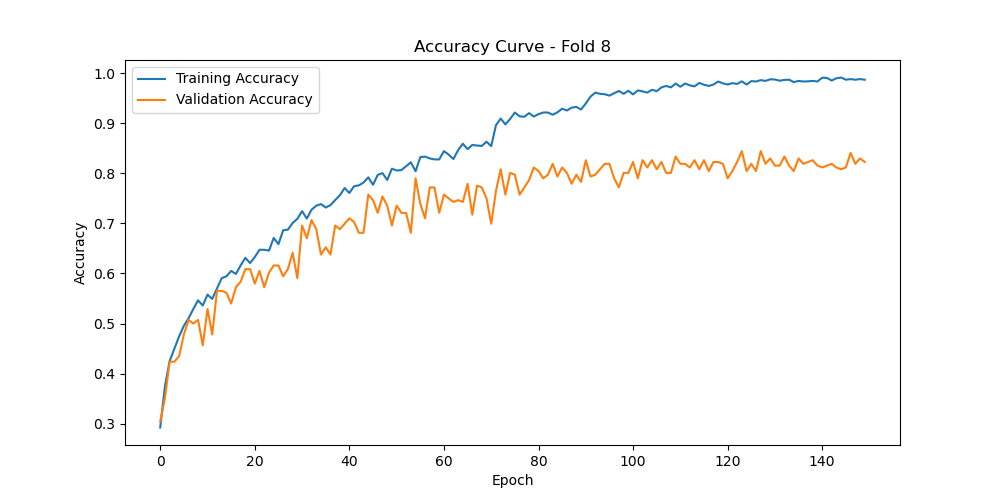 Accuracy Curve - Fold 8
Training Accuracy
Validation Accuracy
Accuracy
1.0
0.9
0.8
0.7
0.6
0.5
0.4
0.3
0 20 40 60 80 100 120 140
Epoch